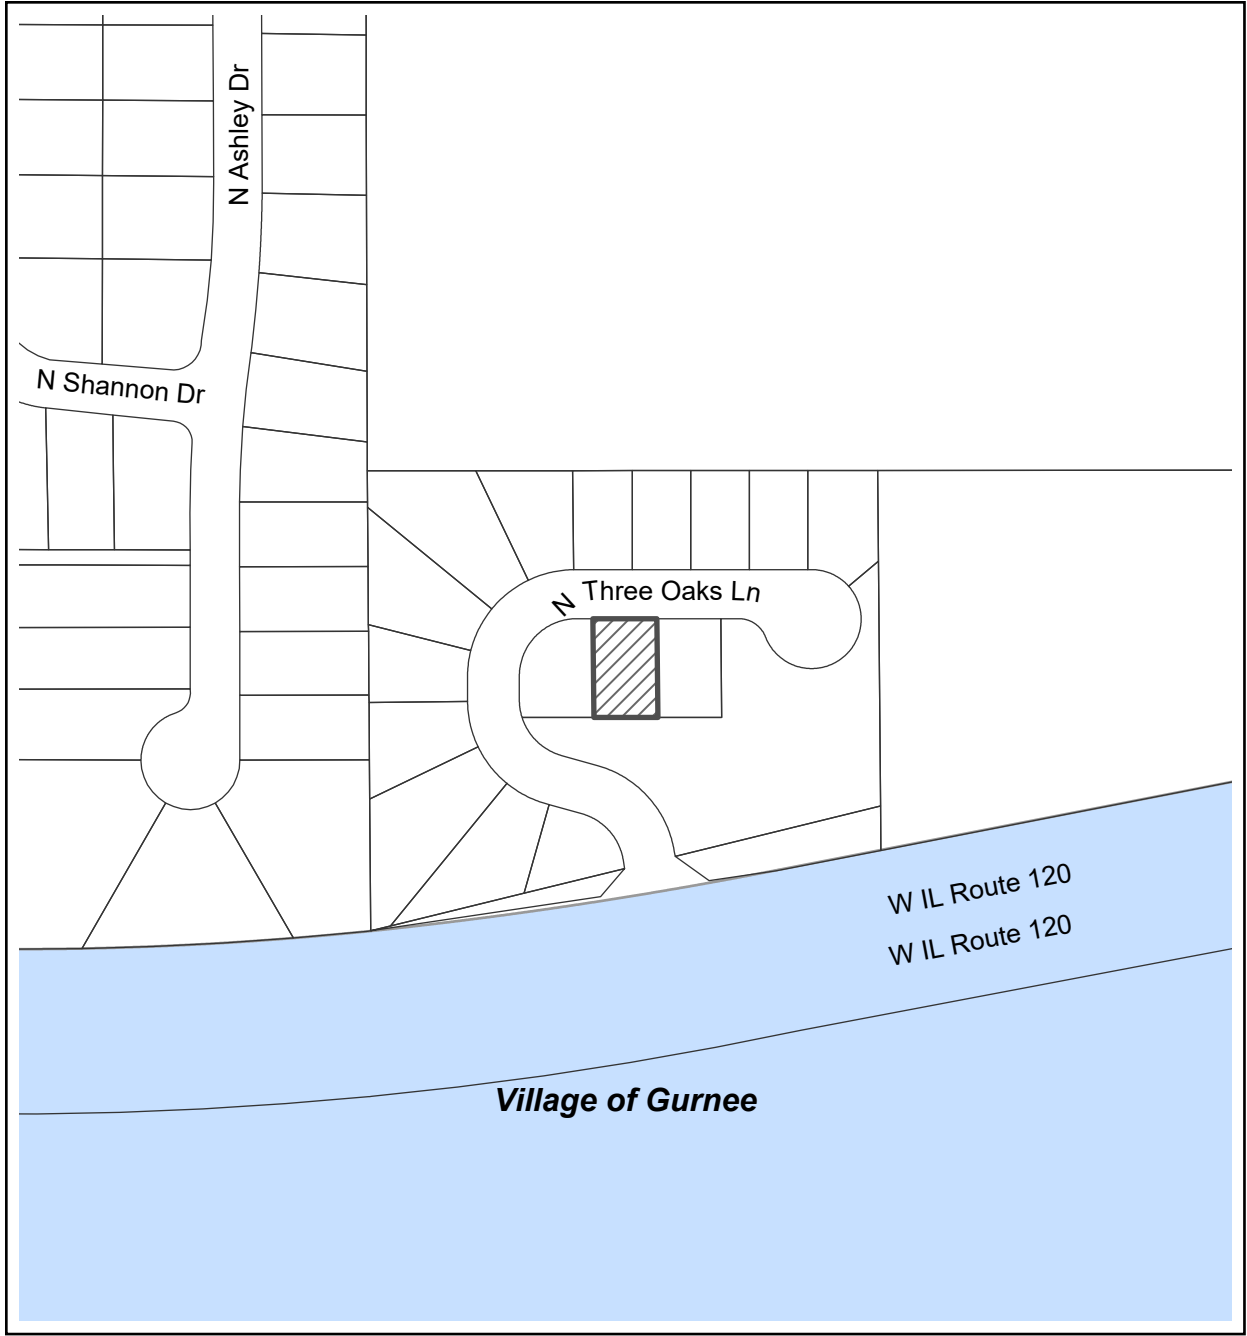 N Ashley Dr
N Shannon Dr
N Three Oaks Ln
W IL Route 120
W IL Route 120
Village of Gurnee